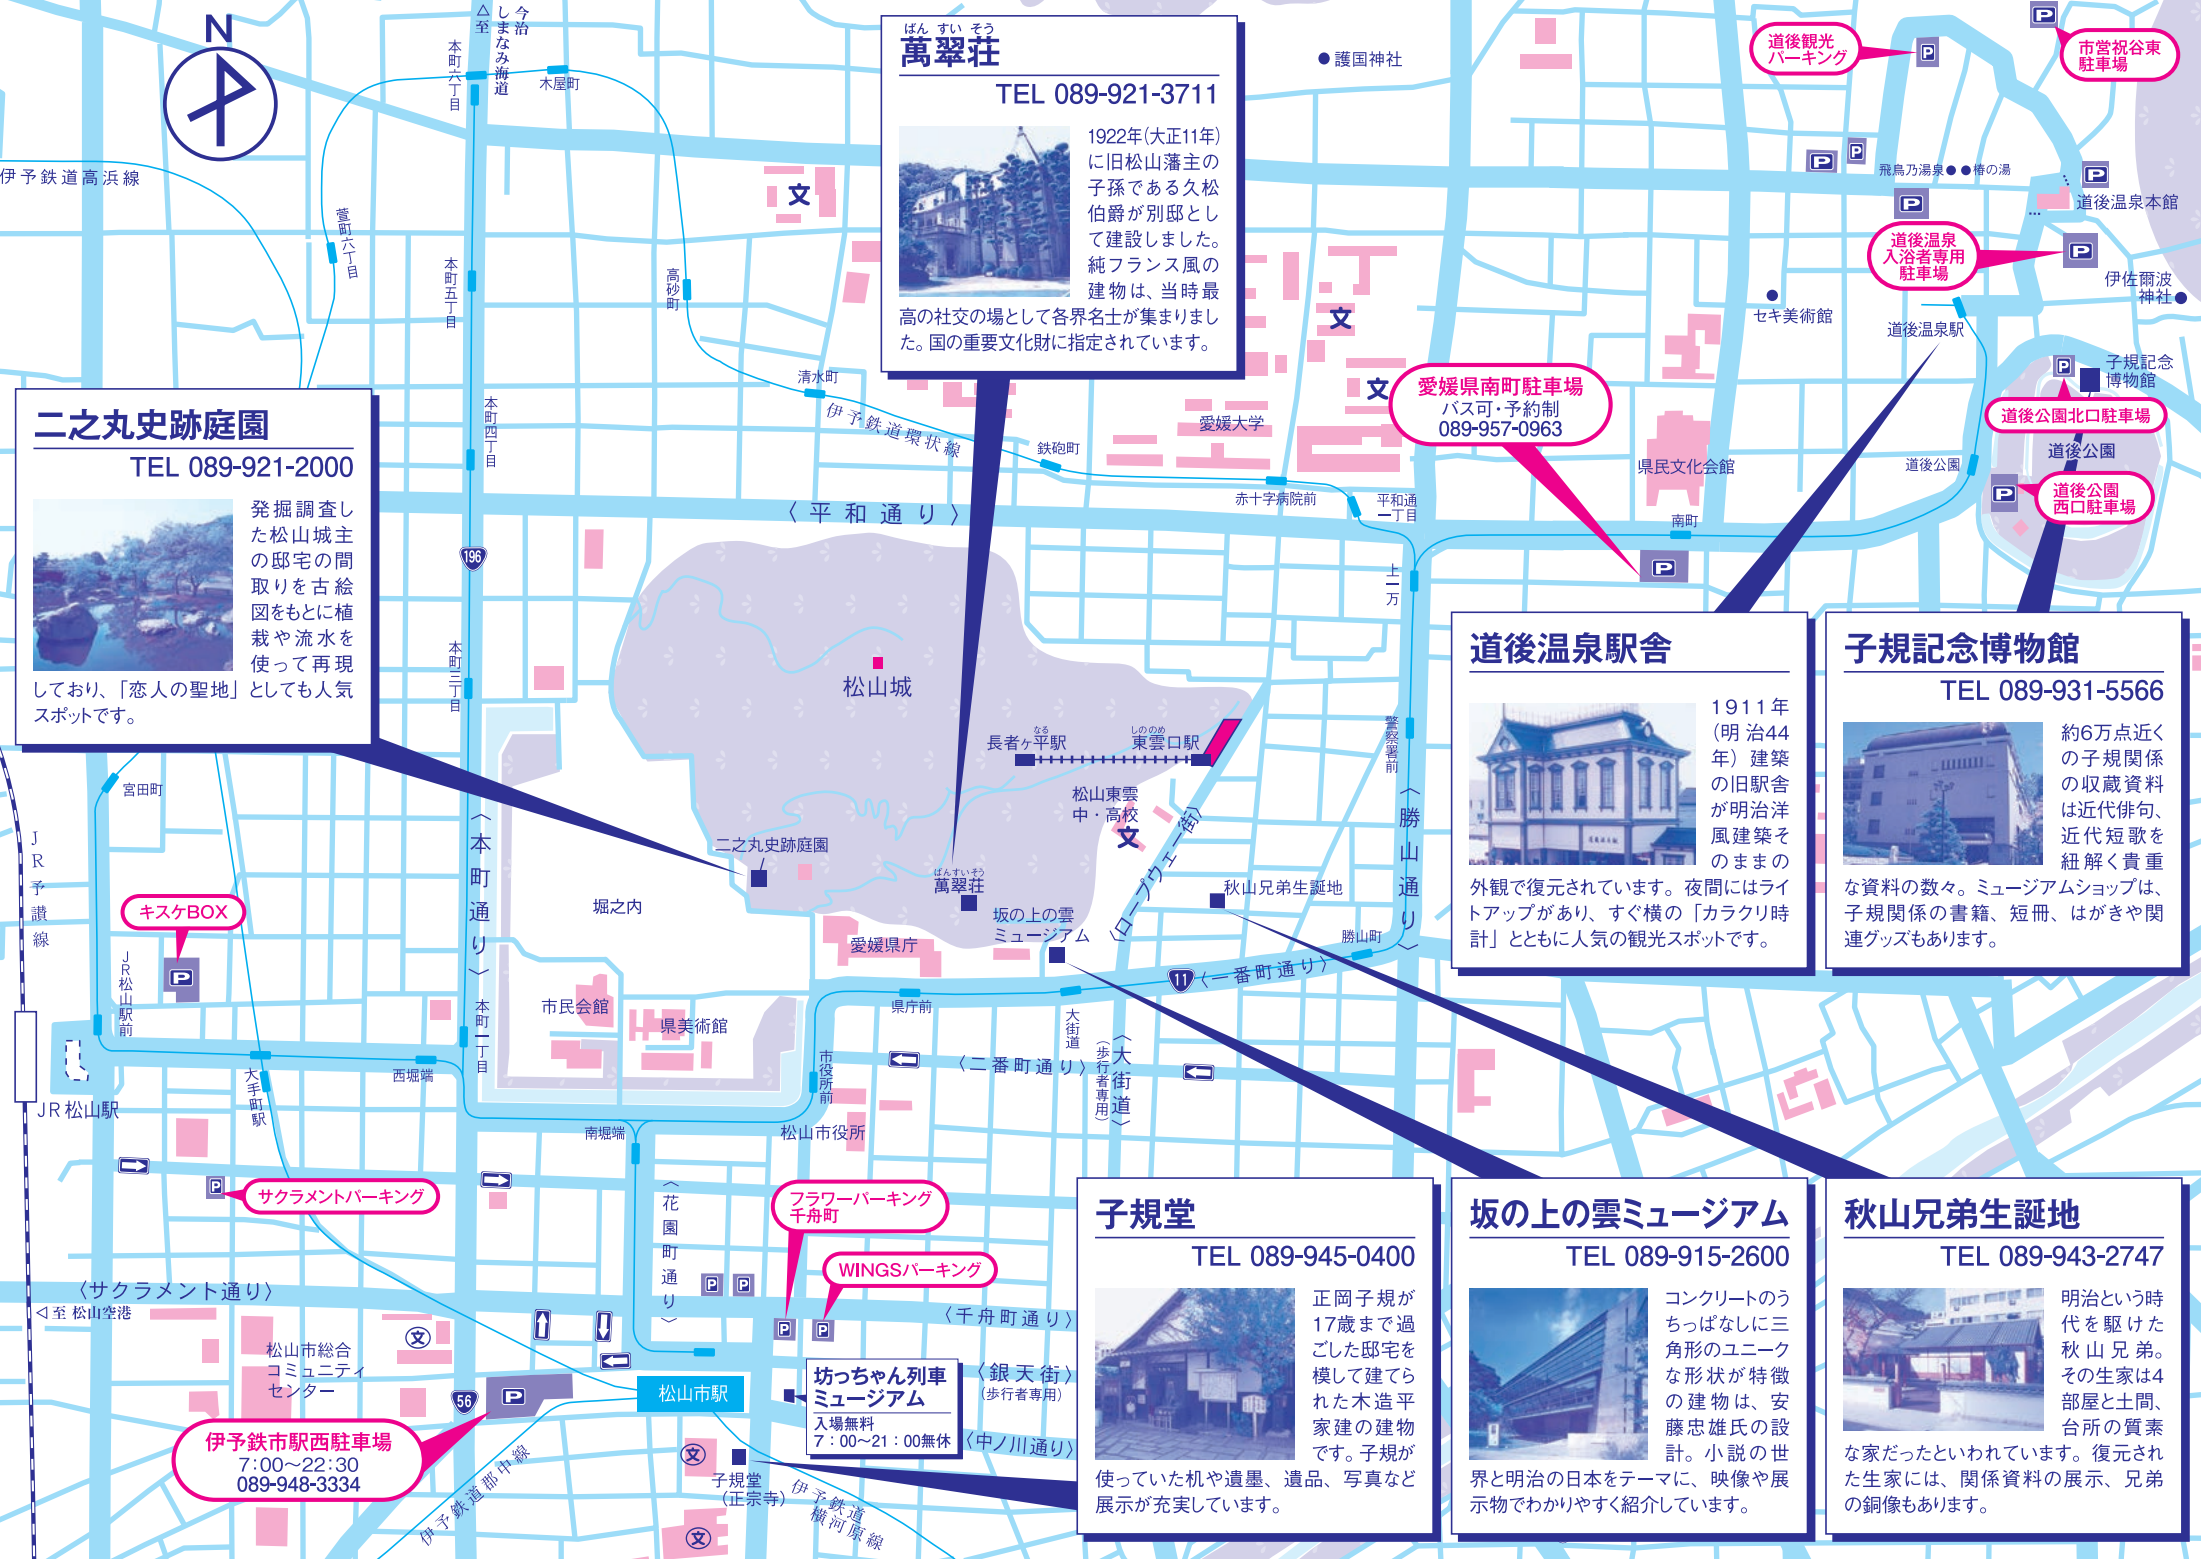 N
今治
しまなみ海道
△至
本町六丁目
木屋町
伊予鉄道高浜線
萱町六丁目
本町五丁目
高砂町
本町四丁目
清水町
伊予鉄道環状線
鉄砲町
愛媛大学
赤十字病院前
平和通一丁目
〈平和通り〉
196
上一万
南町
県民文化会館
護国神社
セキ美術館
飛鳥乃湯泉
椿の湯
道後温泉本館
伊佐爾波
神社
道後温泉駅
子規記念
博物館
道後公園
道後公園
道後観光
パーキング
市営祝谷東
駐車場
道後温泉
入浴者専用
駐車場
道後公園北口駐車場
道後公園
西口駐車場
愛媛県南町駐車場
バス可・予約制
089-957-0963
ばんすいそう
萬翠荘
TEL 089-921-3711
1922年(大正11年)
に旧松山藩主の
子孫である久松
伯爵が別邸とし
て建設しました。
純フランス風の
建物は、当時最
高の社交の場として各界名士が集まりまし
た。国の重要文化財に指定されています。
二之丸史跡庭園
TEL 089-921-2000
発掘調査し
た松山城主
の邸宅の間
取りを古絵
図をもとに植
栽や流水を
使って再現
しており、「恋人の聖地」としても人気
スポットです。
道後温泉駅舎
1911年
(明治44
年)建築
の旧駅舎
が明治洋
風建築そ
のままの
外観で復元されています。夜間にはライ
トアップがあり、すぐ横の「カラクリ時
計」とともに人気の観光スポットです。
子規記念博物館
TEL 089-931-5566
約6万点近く
の子規関係
の収蔵資料
は近代俳句、
近代短歌を
紐解く貴重
な資料の数々。ミュージアムショップは、
子規関係の書籍、短冊、はがきや関
連グッズもあります。
本町三丁目
松山城
なる
長者ヶ平駅
しののめ
東雲口駅
警察署前
松山東雲
中・高校
文
〈ロープウェー街〉
〈勝山通り〉
宮田町
JR予讃線
〈本町通り〉
二之丸史跡庭園
ばんすいそう
萬翠荘
堀之内
坂の上の雲
ミュージアム
秋山兄弟生誕地
勝山町
愛媛県庁
11
〈一番町通り〉
キスケBOX
JR松山駅前
市民会館
県美術館
県庁前
大街道
本町一丁目
市役所前
〈二番町通り〉
〈大街道〉
(歩行者専用)
西堀端
大手町駅
JR松山駅
南堀端
松山市役所
サクラメントパーキング
〈花園町通り〉
フラワーパーキング
千舟町
WINGSパーキング
〈サクラメント通り〉
◁至 松山空港
〈千舟町通り〉
松山市総合
コミュニティ
センター
56
松山市駅
坊っちゃん列車
ミュージアム
入場無料
7：00〜21：00無休
〈銀天街〉
(歩行者専用)
〈中ノ川通り〉
伊予鉄市駅西駐車場
7:00〜22:30
089-948-3334
伊予鉄道郡中線
子規堂
(正宗寺)
伊予鉄道
横河原線
子規堂
TEL 089-945-0400
正岡子規が
17歳まで過
ごした邸宅を
模して建てら
れた木造平
家建の建物
です。子規が
使っていた机や遺墨、遺品、写真など
展示が充実しています。
坂の上の雲ミュージアム
TEL 089-915-2600
コンクリートのう
ちっぱなしに三
角形のユニーク
な形状が特徴
の建物は、安
藤忠雄氏の設
計。小説の世
界と明治の日本をテーマに、映像や展
示物でわかりやすく紹介しています。
秋山兄弟生誕地
TEL 089-943-2747
明治という時
代を駆けた
秋山兄弟。
その生家は4
部屋と土間、
台所の質素
な家だったといわれています。復元され
た生家には、関係資料の展示、兄弟
の銅像もあります。